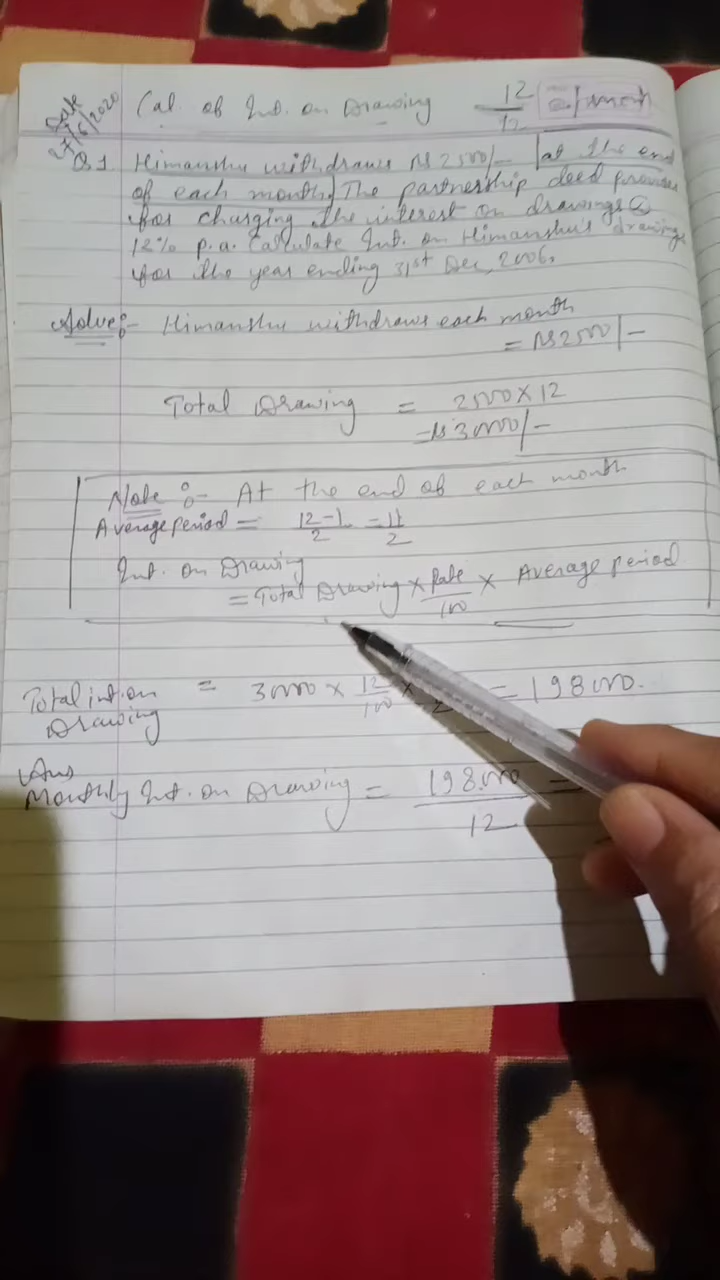 Date
27/6/2020
Cal. of Int. on Drawing 12/12
Q.1 Himanshu withdraws Rs 2500/- at the end
of each month. The partnership deed provides
for charging the interest on drawings @
12% p.a. Calculate Int. on Himanshu's drawings
for the year ending 31st Dec, 2006.
Solve:- Himanshu withdraws each month
= Rs 2500/-
Total Drawing = 2500 × 12
= Rs 30000/-
Note:- At the end of each month
Average period = 12-1/2 = 11/2
Int. on Drawing
= Total Drawing × Rate/100 × Average period
Total int. on = 30000 × 12/100 × /2 = 19800.
Drawing
Ans
Monthly Int. on Drawing = 19800/12 =